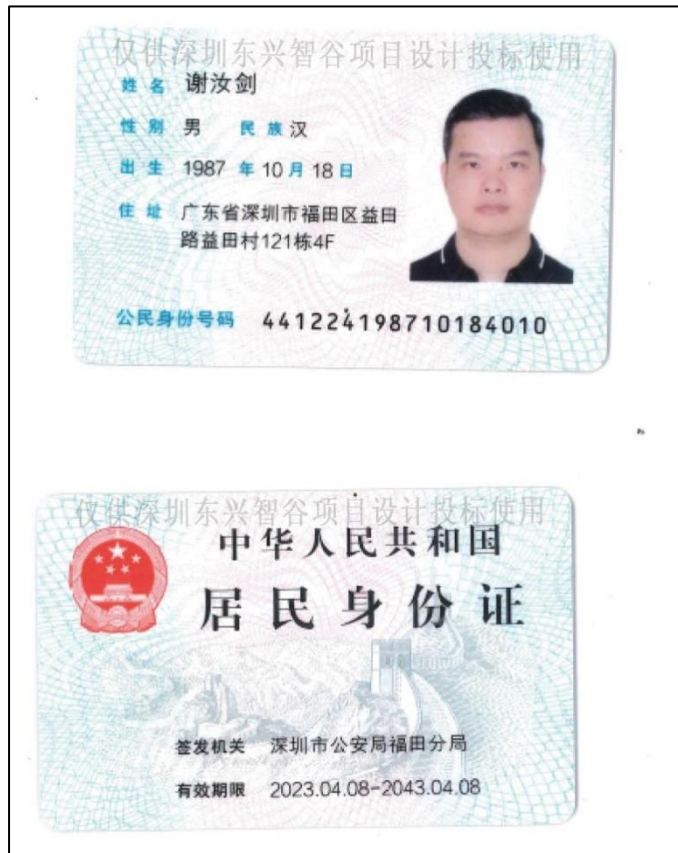 仅供深圳东兴智谷项目设计投标使用
姓名 谢汝剑
性别 男 民族 汉
出生 1987 年 10 月 18 日
住址 广东省深圳市福田区益田
路益田村121栋4F
公民身份号码 441224198710184010
仅供深圳东兴智谷项目设计投标使用
中华人民共和国
居民身份证
签发机关 深圳市公安局福田分局
有效期限 2023.04.08-2043.04.08